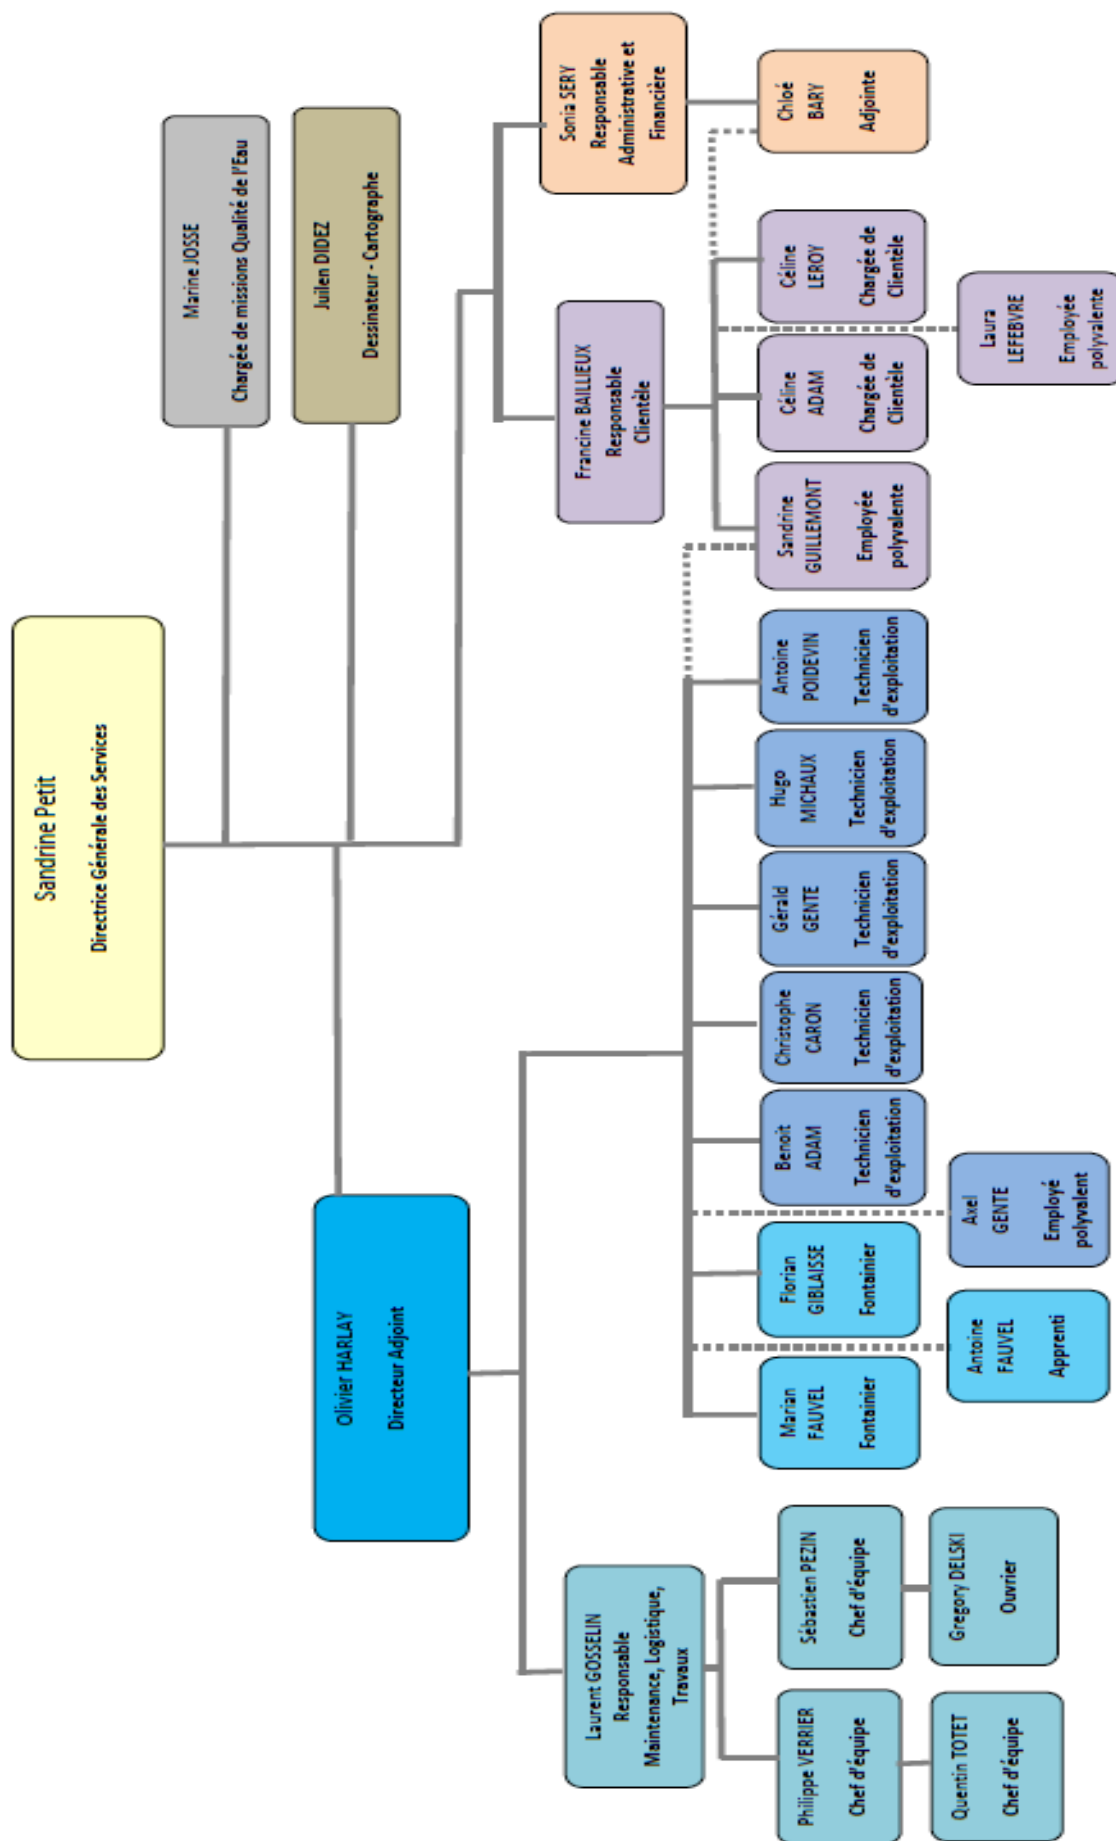 Sandrine Petit
Directrice Générale des Services
Marine JOSSE
Chargée de missions Qualité de l'Eau
Juilen DIDEZ
Dessinateur - Cartographe
Olivier HARLAY
Directeur Adjoint
Laurent GOSSELIN
Responsable
Maintenance, Logistique,
Travaux
Francine BAILLIEUX
Responsable
Clientèle
Sonia SERY
Responsable
Administrative et
Financière
Philippe VERRIER
Chef d'équipe
Sébastien PEZIN
Chef d'équipe
Marian
FAUVEL
Fontainier
Florian
GIBLAISSE
Fontainier
Benoit
ADAM
Technicien
d'exploitation
Christophe
CARON
Technicien
d'exploitation
Gérald
GENTE
Technicien
d'exploitation
Hugo
MICHAUX
Technicien
d'exploitation
Antoine
POIDEVIN
Technicien
d'exploitation
Sandrine
GUILLEMONT
Employée
polyvalente
Céline
ADAM
Chargée de
Clientèle
Céline
LEROY
Chargée de
Clientèle
Chloé
BARY
Adjointe
Quentin TOTET
Chef d'équipe
Gregory DELSKI
Ouvrier
Antoine
FAUVEL
Apprenti
Axel
GENTE
Employé
polyvalent
Laura
LEFEBVRE
Employée
polyvalente